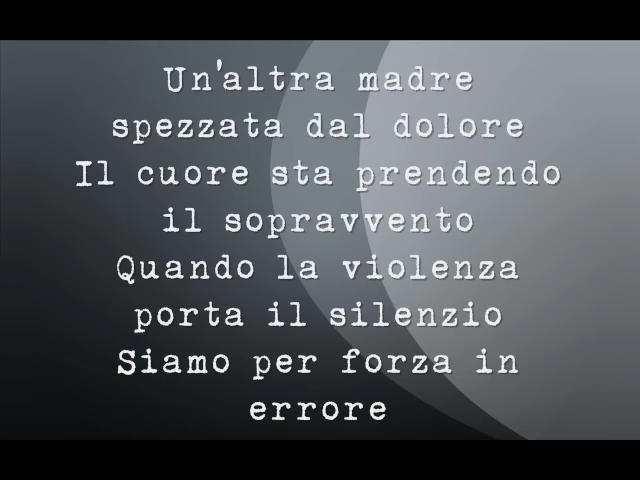 Un'altra madre
spezzata dal dolore
Il cuore sta prendendo
il sopravvento
Quando la violenza
porta il silenzio
Siamo per forza in
errore